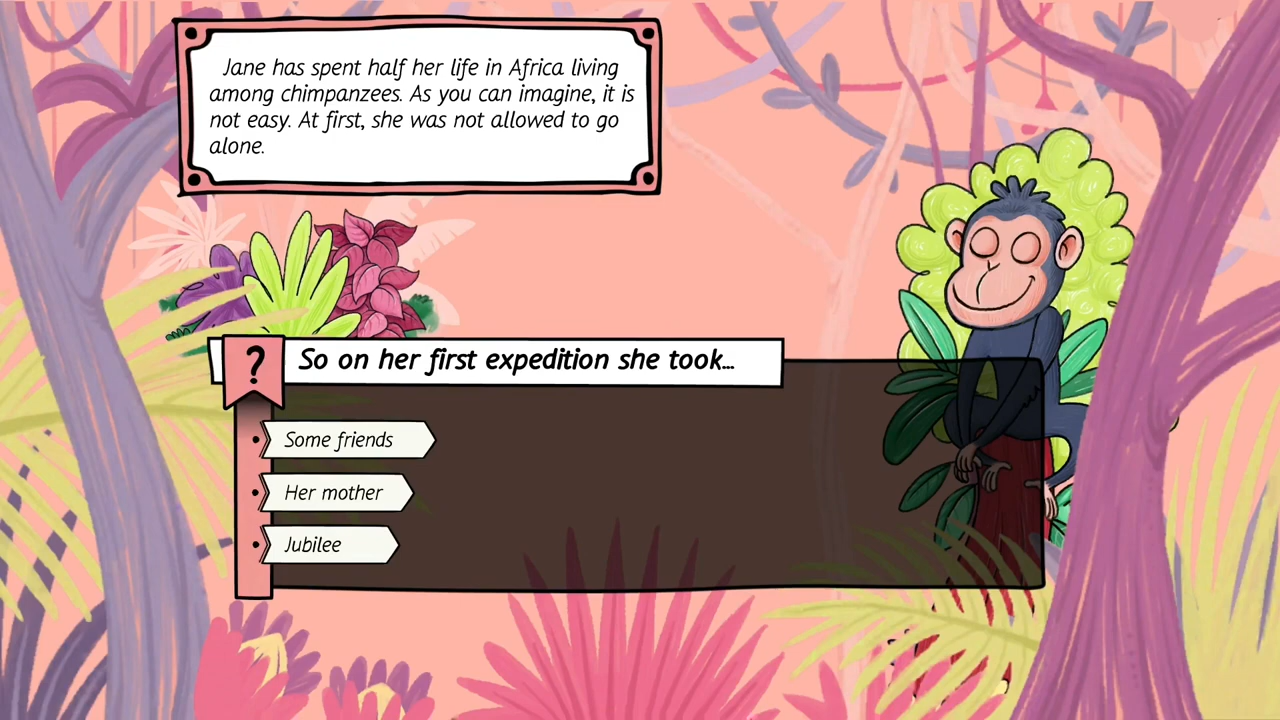 Jane has spent half her life in Africa living
among chimpanzees. As you can imagine, it is
not easy. At first, she was not allowed to go
alone.
? So on her first expedition she took...
Some friends
Her mother
Jubilee